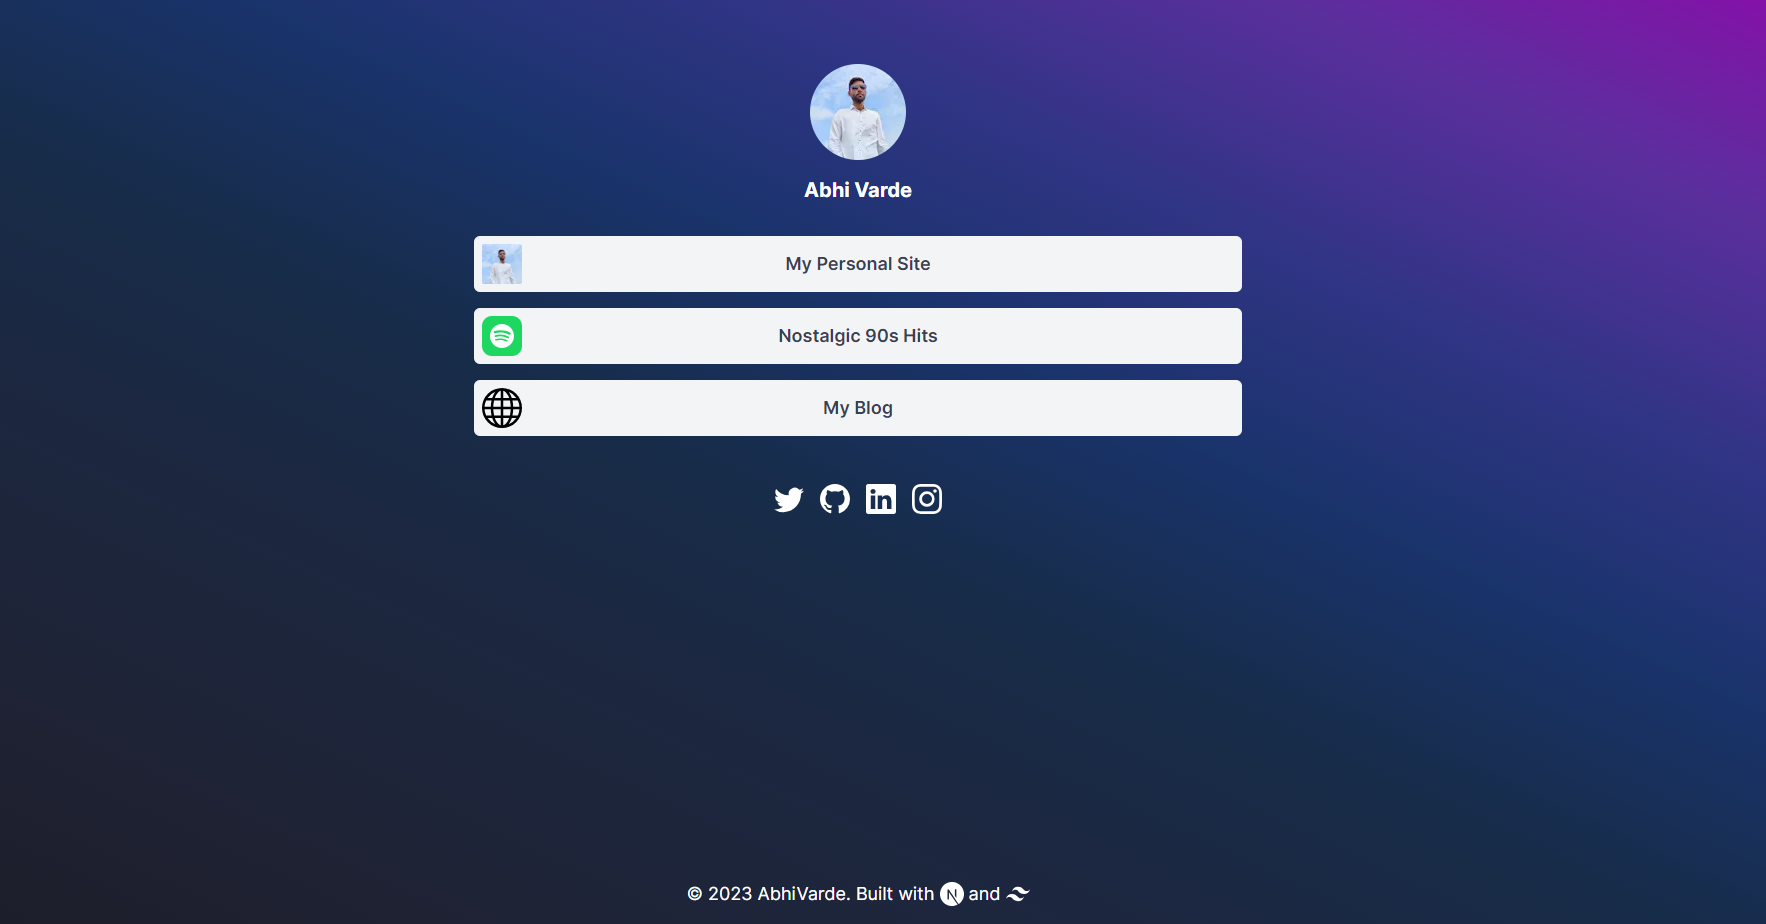 Abhi Varde
My Personal Site
Nostalgic 90s Hits
My Blog
© 2023 AbhiVarde. Built with N and